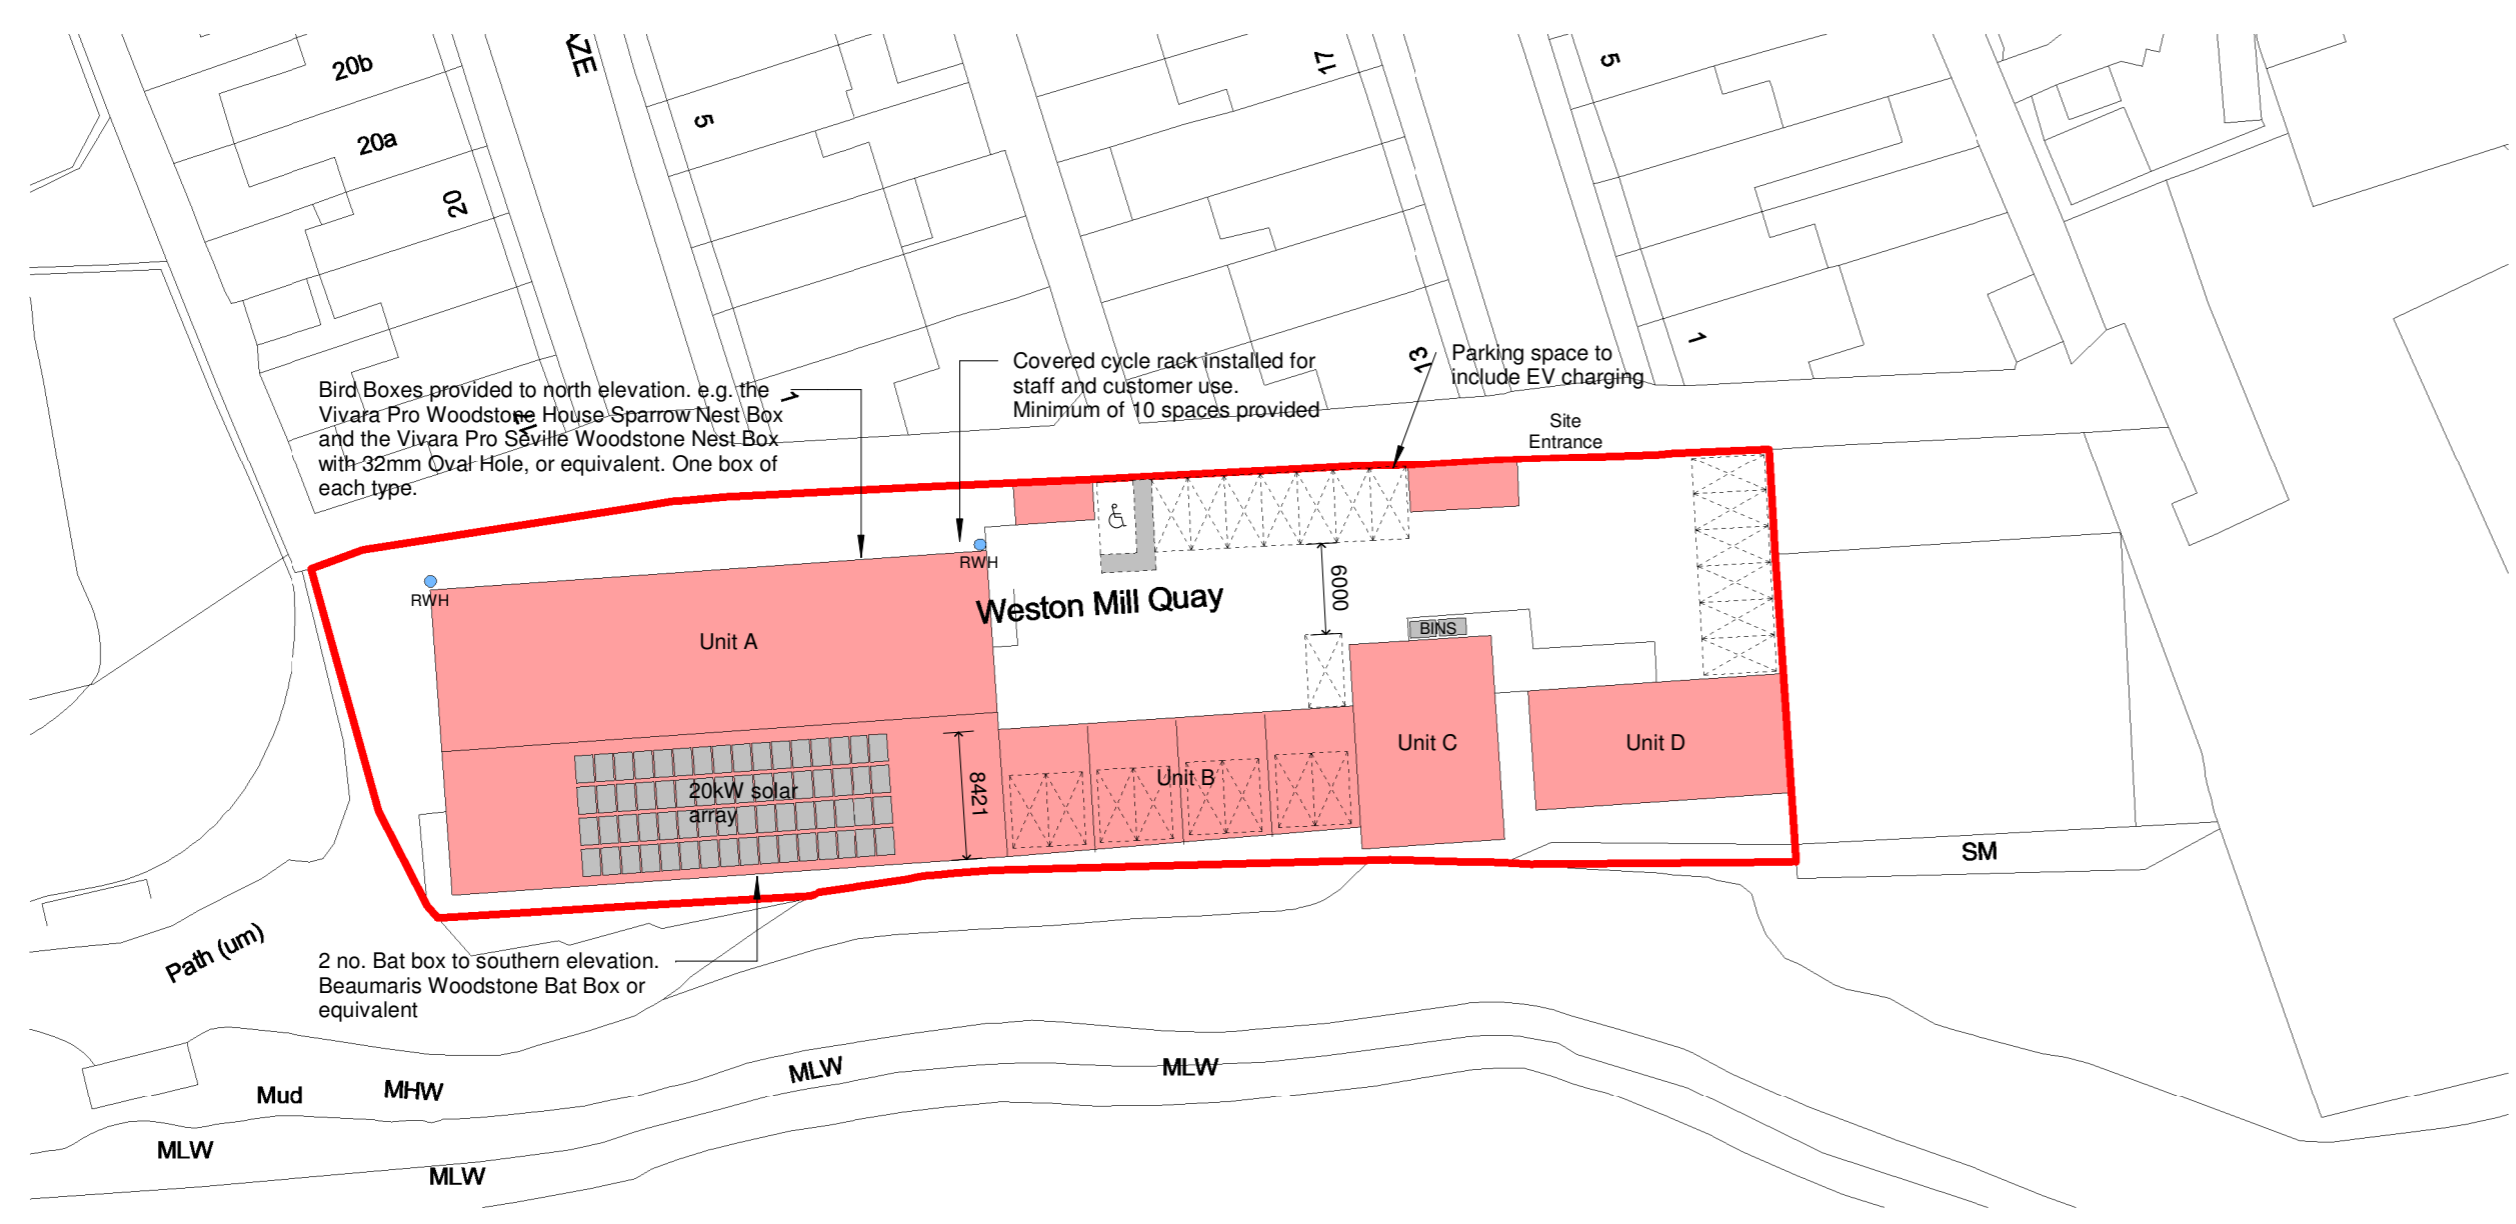 20b
20a
20
AZE
5
17
5
1
13
1
Bird Boxes provided to north elevation. e.g. the
Vivara Pro Woodstone House Sparrow Nest Box
and the Vivara Pro Seville Woodstone Nest Box
with 32mm Oval Hole, or equivalent. One box of
each type.
Covered cycle rack installed for
staff and customer use.
Minimum of 10 spaces provided
Parking space to
include EV charging
Site
Entrance
RWH
RWH
Weston Mill Quay
6000
BINS
Unit A
Unit B
Unit C
Unit D
20kW solar
array
8421
SM
Path (um)
2 no. Bat box to southern elevation.
Beaumaris Woodstone Bat Box or
equivalent
Mud
MHW
MLW
MLW
MLW
MLW